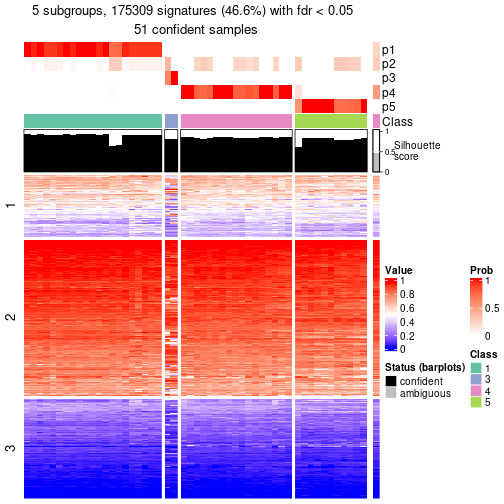 5 subgroups, 175309 signatures (46.6%) with fdr < 0.05
51 confident samples
p1
p2
p3
p4
p5
Class
1
0.5
0
Silhouette
score
1
2
3
Value
1
0.8
0.6
0.4
0.2
0
Prob
1
0.5
0
Status (barplots)
confident
ambiguous
Class
1
3
4
5